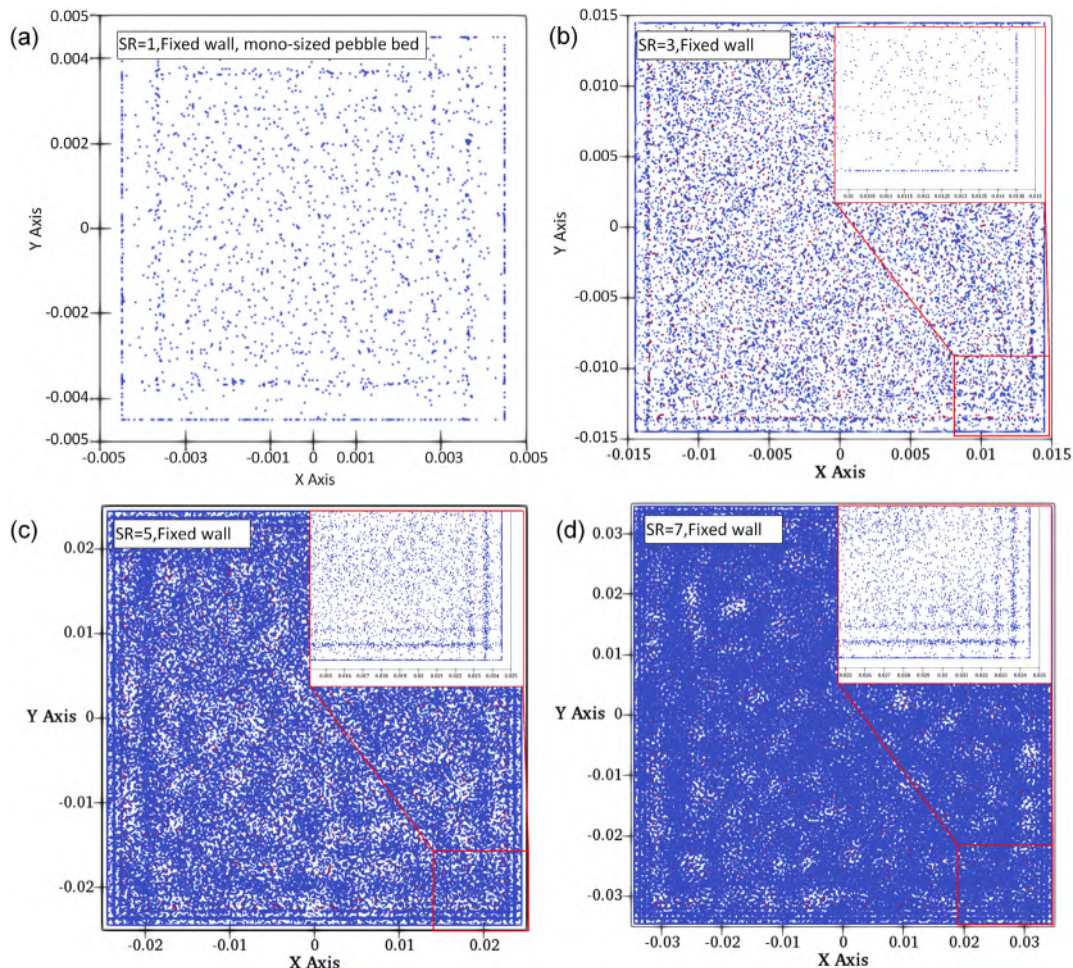 (a)
SR=1,Fixed wall, mono-sized pebble bed
0.005
0.004
0.002
0
-0.002
-0.004
-0.005
Y Axis
-0.005 -0.003 -0.001 0 0.001 0.003 0.005
X Axis
(b)
SR=3,Fixed wall
0.015
0.010
0.005
0
-0.005
-0.010
-0.015
Y Axis
-0.015 -0.01 -0.005 0 0.005 0.01 0.015
X Axis
(c)
SR=5,Fixed wall
0.02
0.01
Y Axis 0
-0.01
-0.02
-0.02 -0.01 0 0.01 0.02
X Axis
(d)
SR=7,Fixed wall
0.03
0.02
0.01
Y Axis 0
-0.01
-0.02
-0.03
-0.03 -0.02 -0.01 0 0.01 0.02 0.03
X Axis